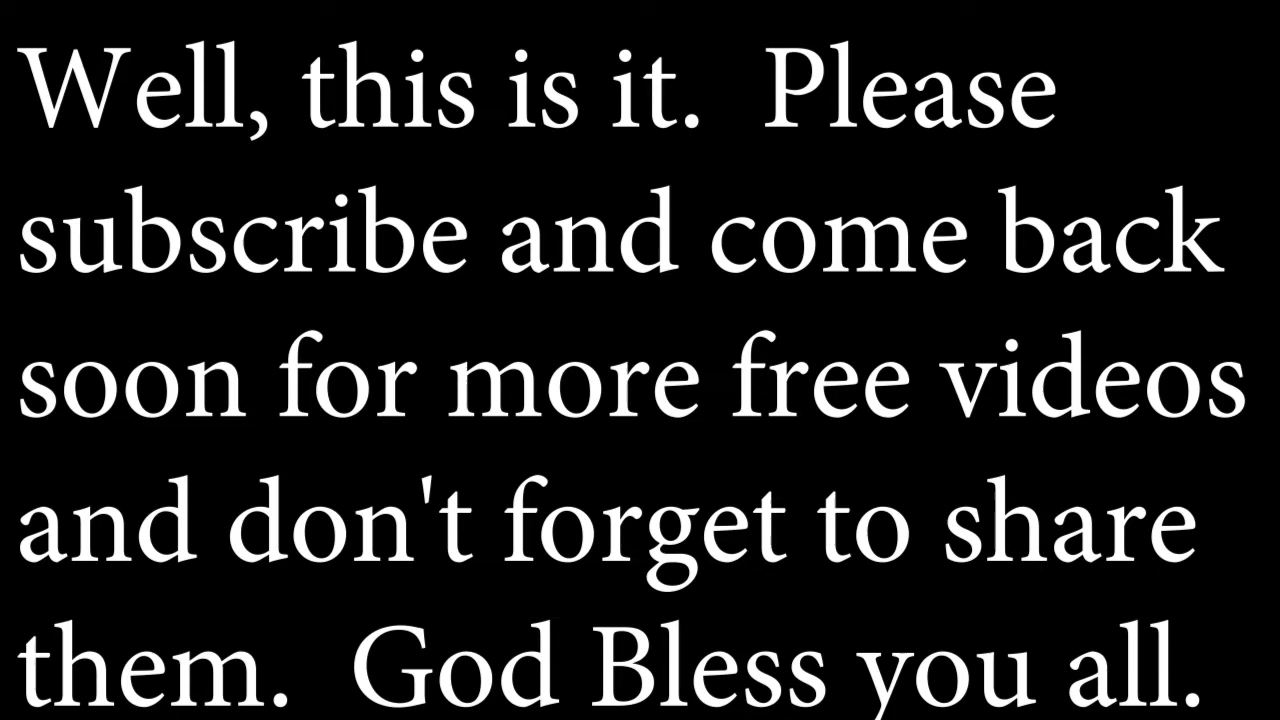 Well, this is it.  Please
subscribe and come back
soon for more free videos
and don't forget to share
them.  God Bless you all.